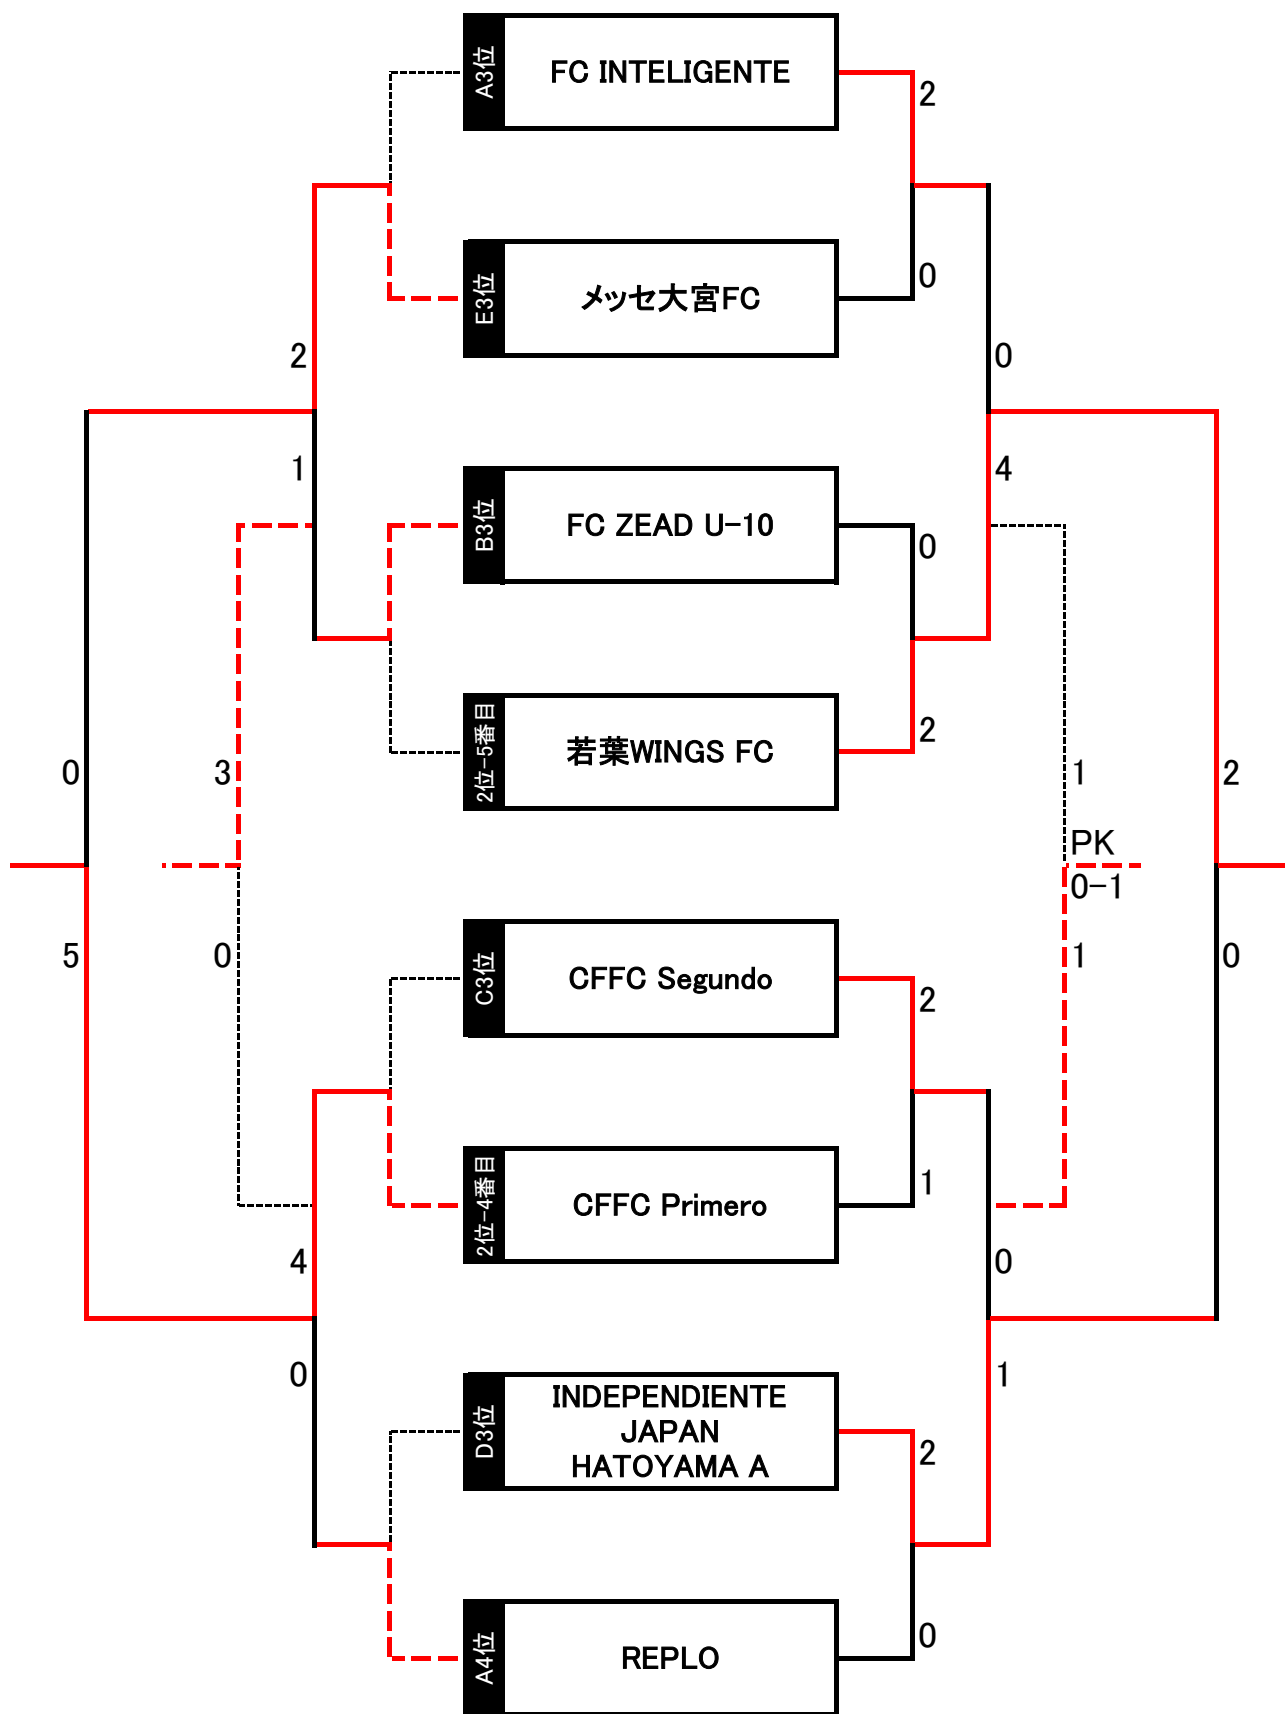 A3位
FC INTELIGENTE
2
E3位
メッセ大宮FC
0
2
0
1
4
B3位
FC ZEAD U-10
0
2位-5番目
若葉WINGS FC
2
0
3
1
2
PK
0-1
5
0
1
0
C3位
CFFC Segundo
2
2位-4番目
CFFC Primero
1
4
0
0
1
D3位
INDEPENDIENTE
JAPAN
HATOYAMA A
2
A4位
REPLO
0